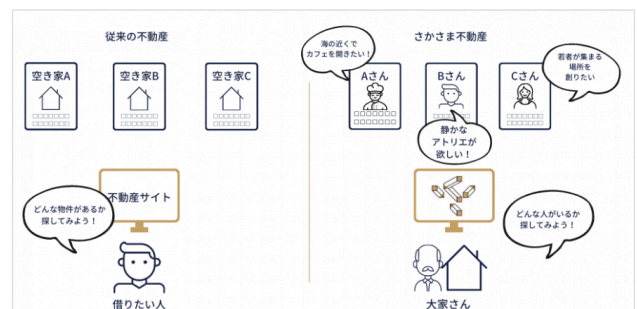 従来の不動産
空き家A
空き家B
空き家C
不動産サイト
どんな物件があるか
探してみよう！
借りたい人
さかさま不動産
海の近くで
カフェを開きたい！
Aさん
Bさん
Cさん
若者が集まる
場所を
創りたい
静かな
アトリエが
欲しい！
どんな人がいるか
探してみよう！
大家さん